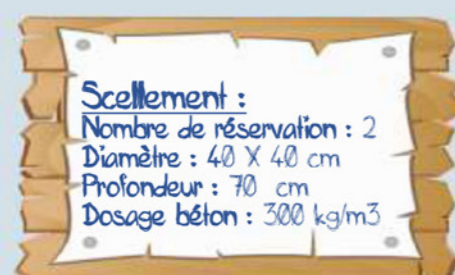 Scellement :
Nombre de réservation : 2
Diamètre : 40 X 40 cm
Profondeur : 70 cm
Dosage béton : 300 kg/m3